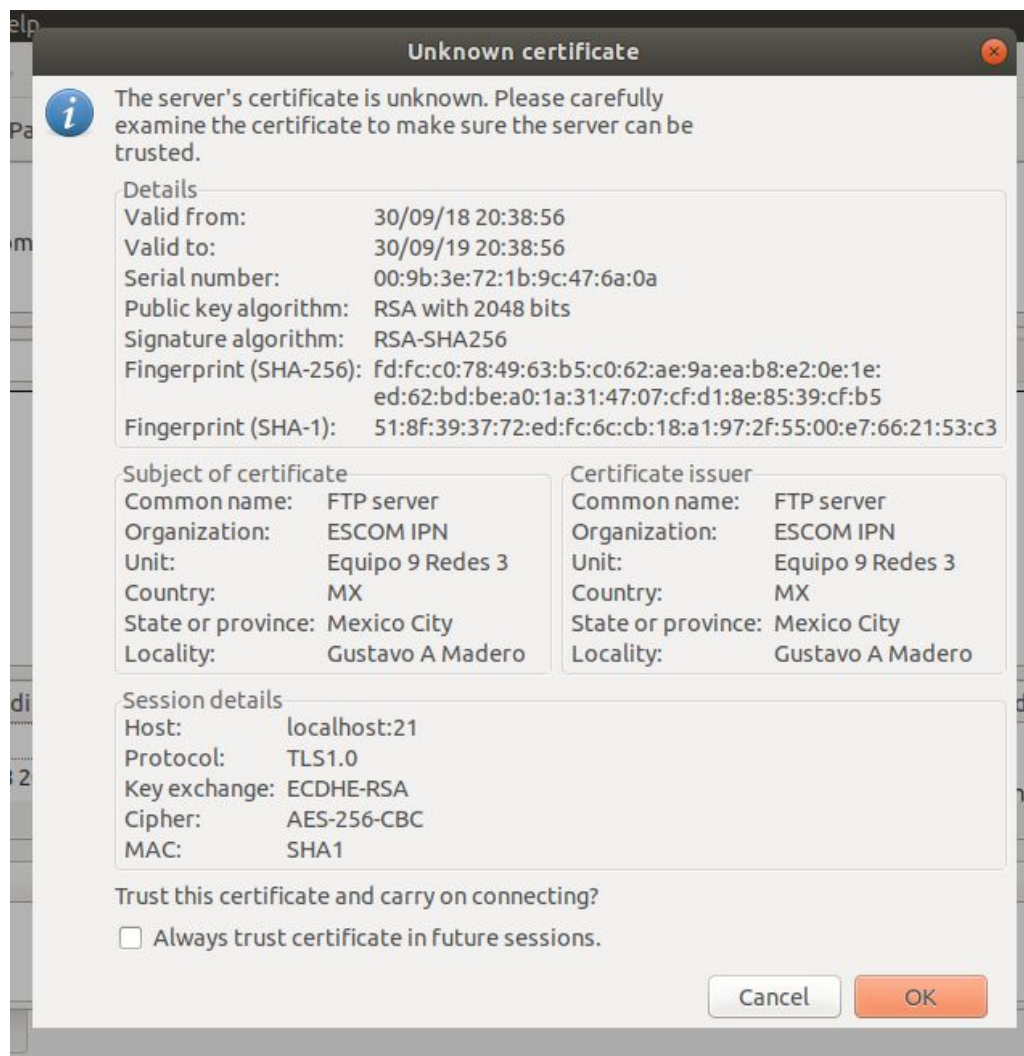 elp
Unknown certificate
The server's certificate is unknown. Please carefully
examine the certificate to make sure the server can be
trusted.
Pa
om
Details
Valid from: 30/09/18 20:38:56
Valid to: 30/09/19 20:38:56
Serial number: 00:9b:3e:72:1b:9c:47:6a:0a
Public key algorithm: RSA with 2048 bits
Signature algorithm: RSA-SHA256
Fingerprint (SHA-256): fd:fc:c0:78:49:63:b5:c0:62:ae:9a:ea:b8:e2:0e:1e:
ed:62:bd:be:a0:1a:31:47:07:cf:d1:8e:85:39:cf:b5
Fingerprint (SHA-1): 51:8f:39:37:72:ed:fc:6c:cb:18:a1:97:2f:55:00:e7:66:21:53:c3
Subject of certificate
Common name: FTP server
Organization: ESCOM IPN
Unit: Equipo 9 Redes 3
Country: MX
State or province: Mexico City
Locality: Gustavo A Madero
Certificate issuer
Common name: FTP server
Organization: ESCOM IPN
Unit: Equipo 9 Redes 3
Country: MX
State or province: Mexico City
Locality: Gustavo A Madero
di
Session details
Host: localhost:21
Protocol: TLS1.0
Key exchange: ECDHE-RSA
Cipher: AES-256-CBC
MAC: SHA1
Trust this certificate and carry on connecting?
Always trust certificate in future sessions.
Cancel OK